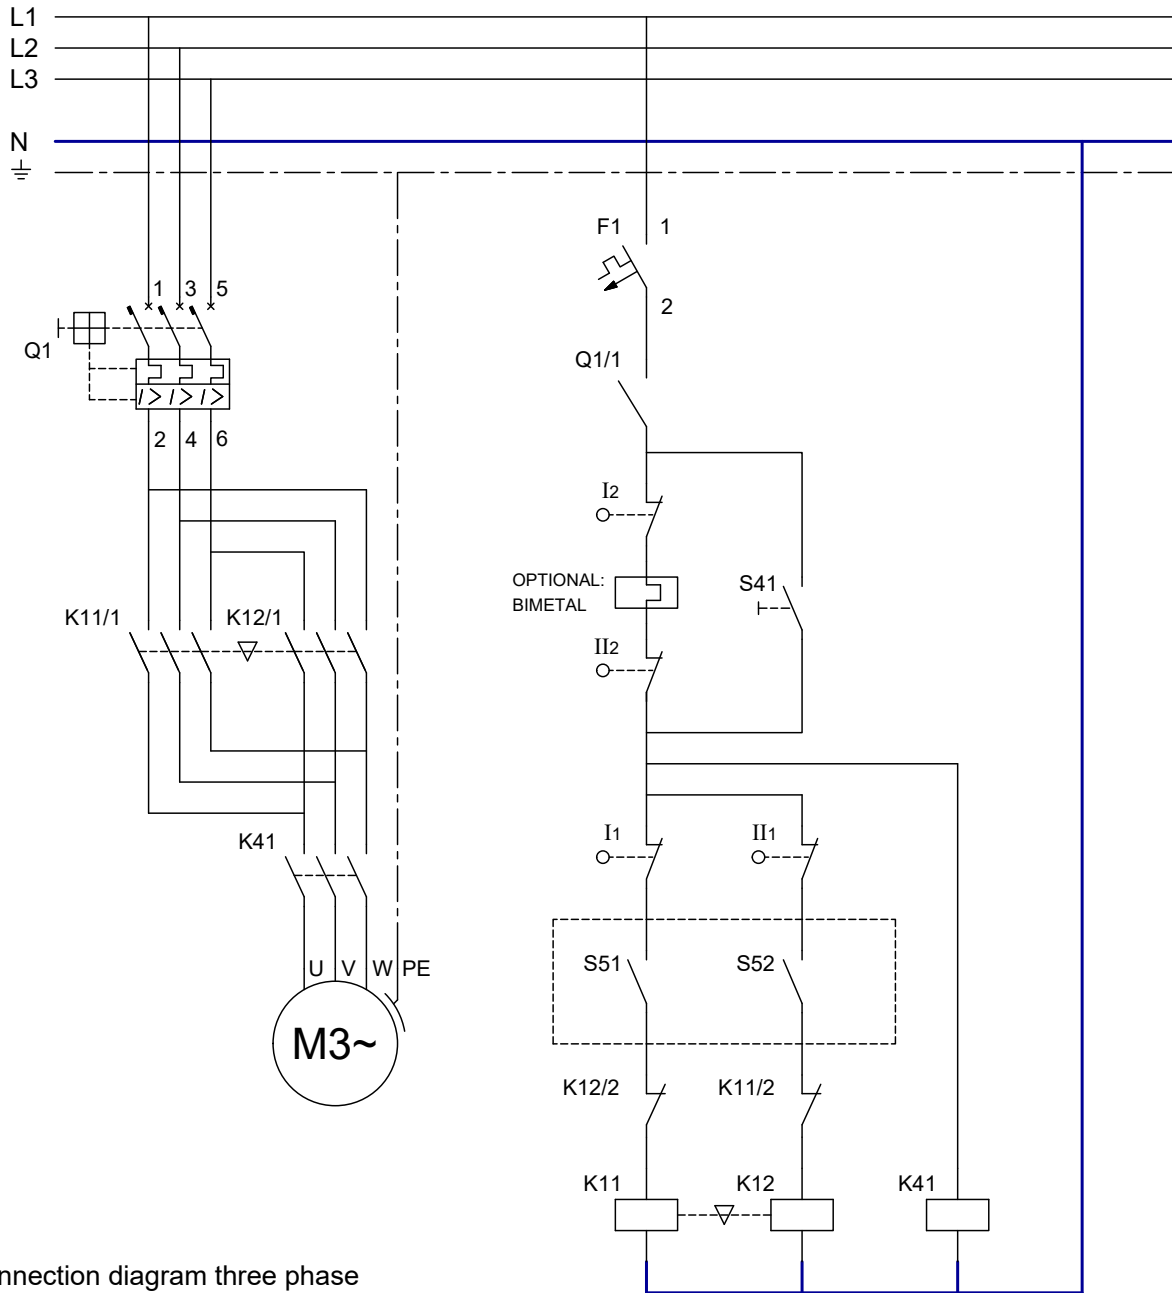 L1
L2
L3
N
F1 1
2
1 3 5
Q1
Q1/1
2 4 6
I2
OPTIONAL:
BIMETAL
S41
K11/1 K12/1
II2
K41
I1 II1
U V W PE
M3~
S51 S52
K12/2 K11/2
K11 K12 K41
nnection diagram three phase